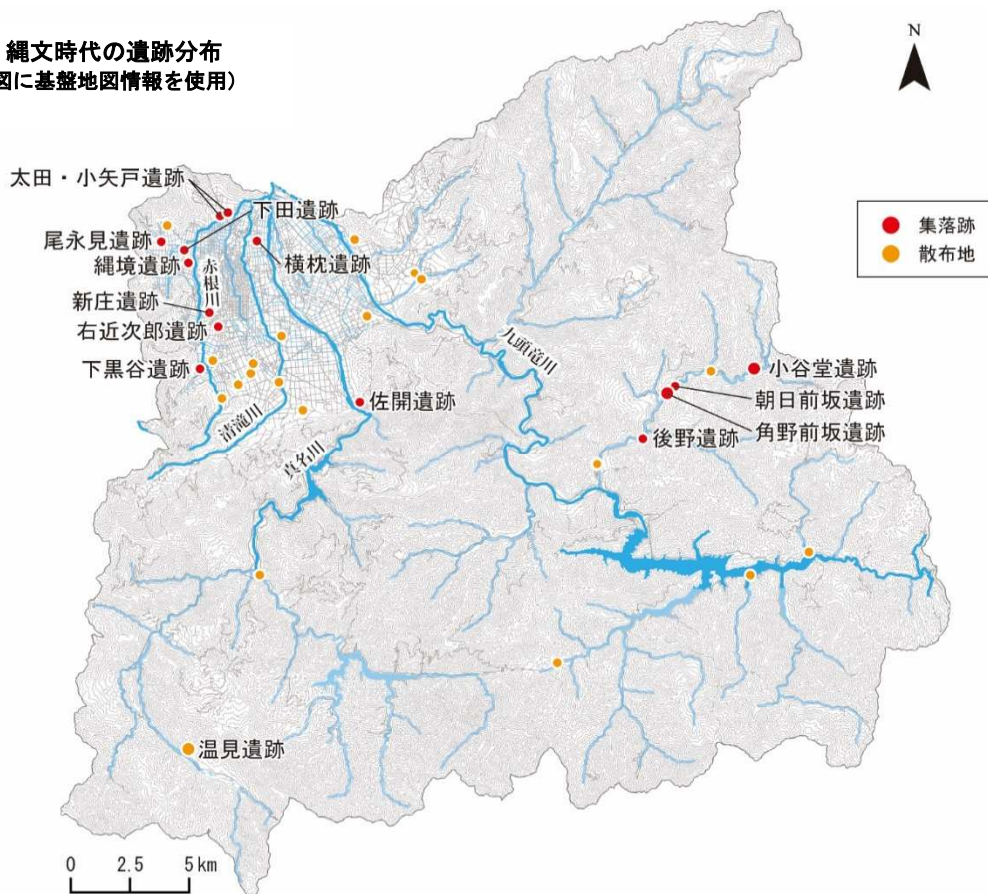 縄文時代の遺跡分布
図に基盤地図情報を使用）
N
集落跡
散布地
太田・小矢戸遺跡
下田遺跡
尾永見遺跡
縄境遺跡
赤根川
横枕遺跡
新庄遺跡
右近次郎遺跡
九頭竜川
下黒谷遺跡
小谷堂遺跡
朝日前坂遺跡
佐開遺跡
角野前坂遺跡
清滝川
後野遺跡
真名川
温見遺跡
0 2.5 5km